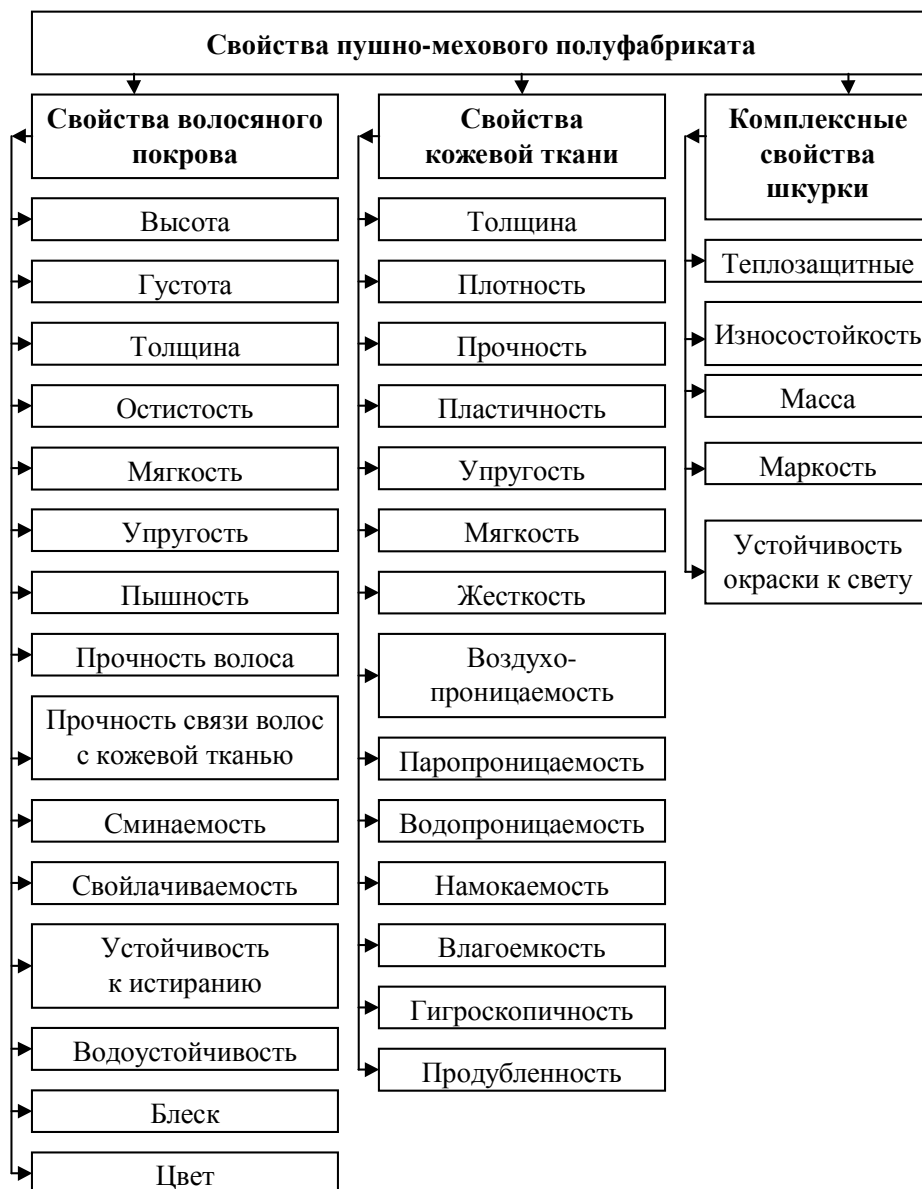 Свойства пушно-мехового полуфабриката
Свойства волосяного
покрова
Высота
Густота
Толщина
Остистость
Мягкость
Упругость
Пышность
Прочность волоса
Прочность связи волос
с кожевой тканью
Сминаемость
Свойлачиваемость
Устойчивость
к истиранию
Водоустойчивость
Блеск
Цвет
Свойства
кожевой ткани
Толщина
Плотность
Прочность
Пластичность
Упругость
Мягкость
Жесткость
Воздухо-
проницаемость
Паропроницаемость
Водопроницаемость
Намокаемость
Влагоемкость
Гигроскопичность
Продубленность
Комплексные
свойства
шкурки
Теплозащитные
Износостойкость
Масса
Маркость
Устойчивость
окраски к свету